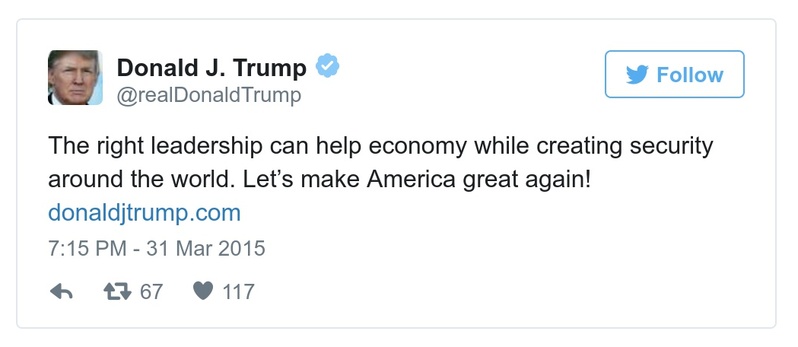 Donald J. Trump
@realDonaldTrump
Follow
The right leadership can help economy while creating security
around the world. Let’s make America great again!
donaldjtrump.com
7:15 PM - 31 Mar 2015
67 117